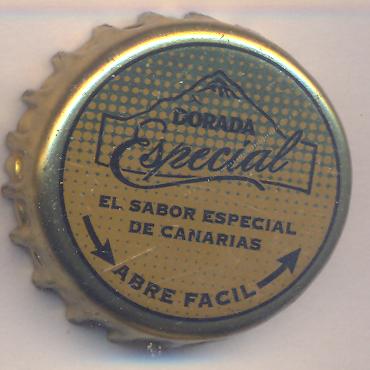 DORADA
Especial
EL SABOR ESPECIAL
DE CANARIAS
ABRE FACIL